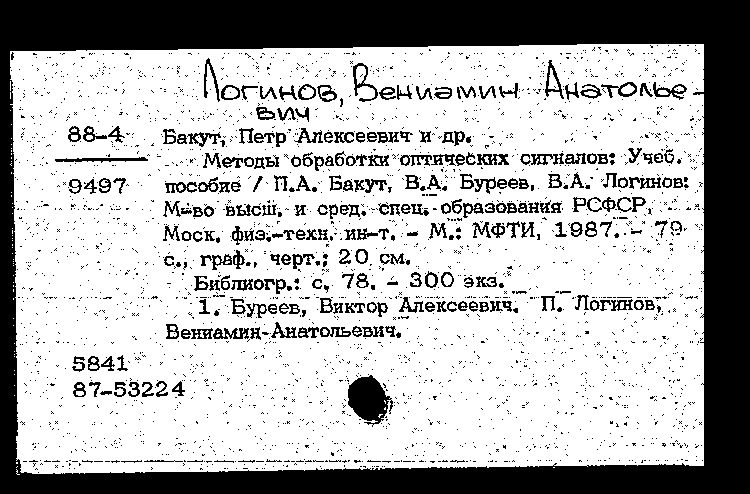 Логинов, Вениамин Анатолье-
вич
88-4 Бакут, Петр Алексеевич и др.
Методы обработки оптических сигналов: Учеб.
9497 пособие / П.А. Бакут, В.А. Буреев, В.А. Логинов:
М-во высш. и сред. спец. образования РСФСР,
Моск. физ.-техн. ин-т. - М.: МФТИ, 1987. - 79
с., граф., черт.; 20 см.
Библиогр.: с. 78. - 300 экз.
1. Буреев, Виктор Алексеевич. П. Логинов,
Вениамин Анатольевич.
5841
87-53224